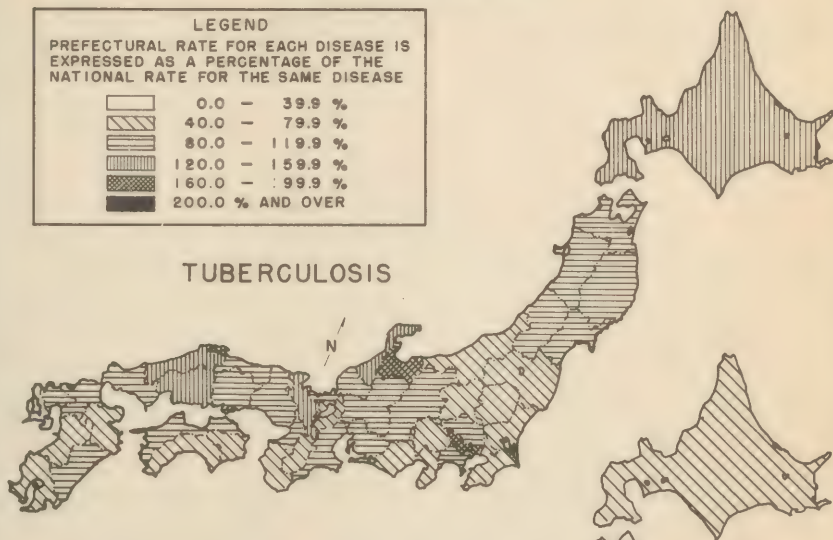 LEGEND
PREFECTURAL RATE FOR EACH DISEASE IS
EXPRESSED AS A PERCENTAGE OF THE
NATIONAL RATE FOR THE SAME DISEASE
0.0 – 39.9 %
40.0 – 79.9 %
80.0 – 119.9 %
120.0 – 159.9 %
160.0 – 99.9 %
200.0 % AND OVER
TUBERCULOSIS
N